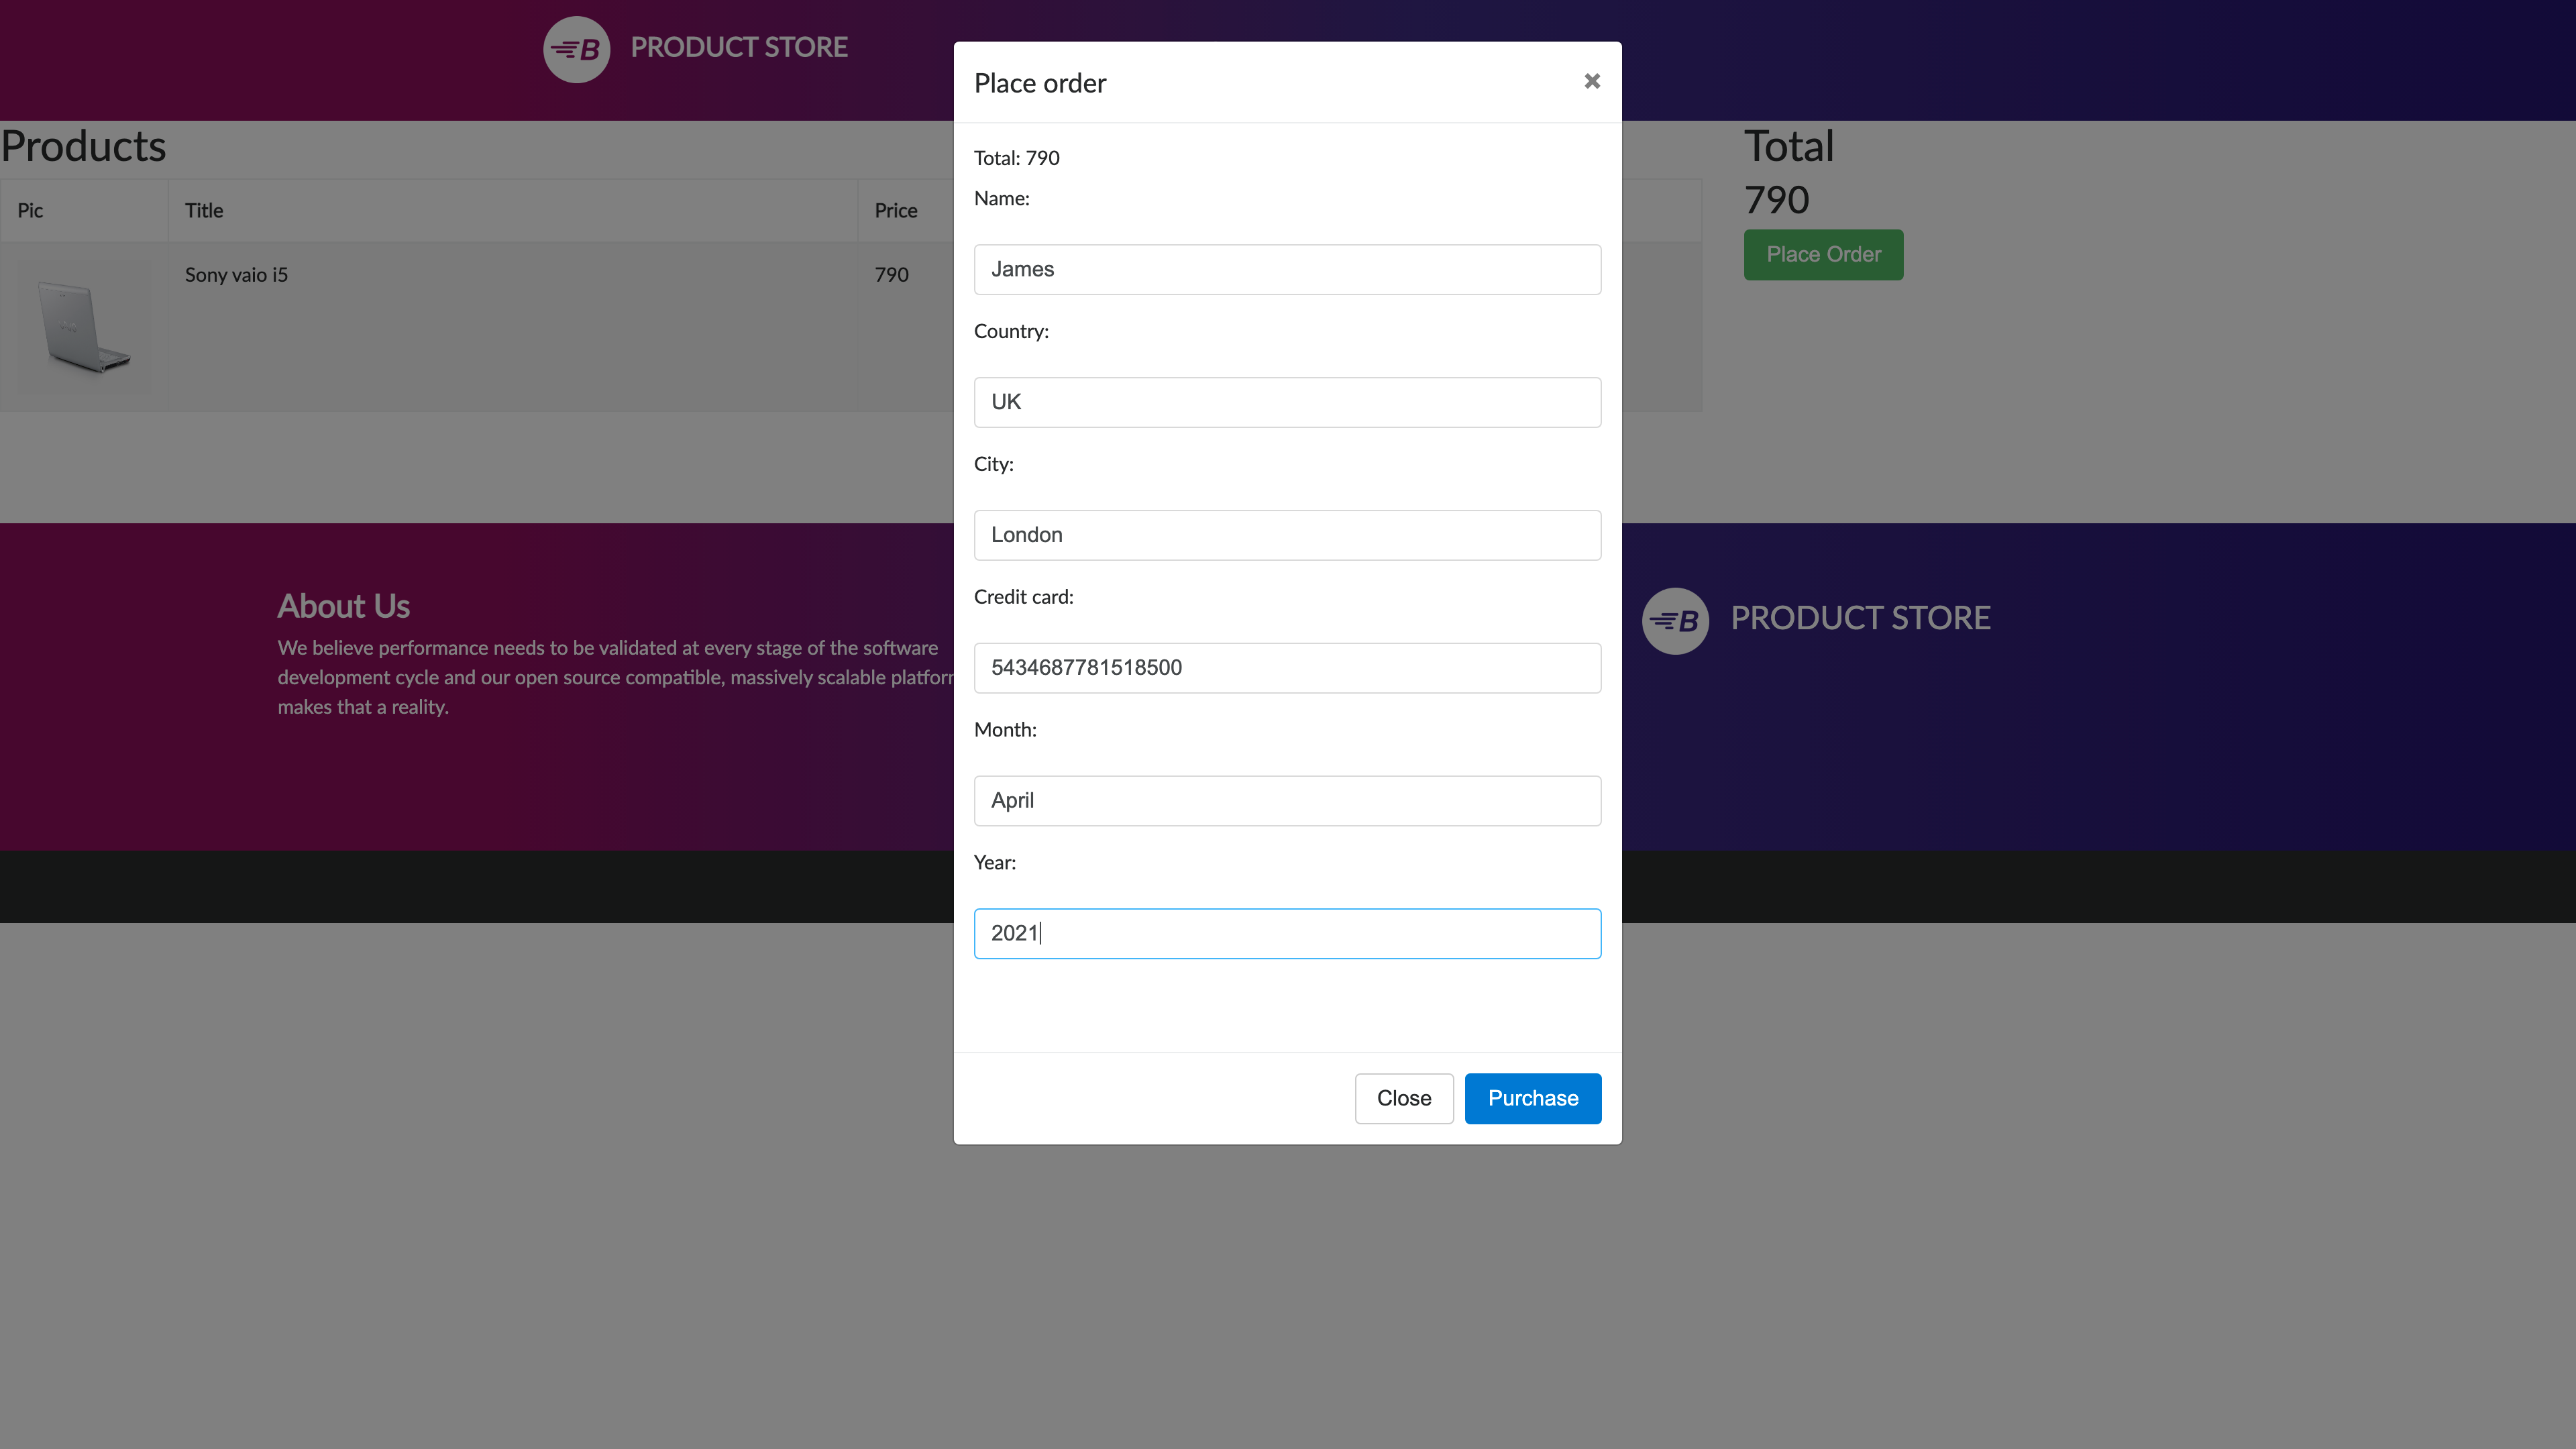 B PRODUCT STORE
Products
Pic Title Price
Sony vaio i5 790
Total
790
Place Order
Place order ×
Total: 790
Name:
James
Country:
UK
City:
London
Credit card:
5434687781518500
Month:
April
Year:
2021
Close Purchase
About Us
We believe performance needs to be validated at every stage of the software
development cycle and our open source compatible, massively scalable platfor
makes that a reality.
B PRODUCT STORE